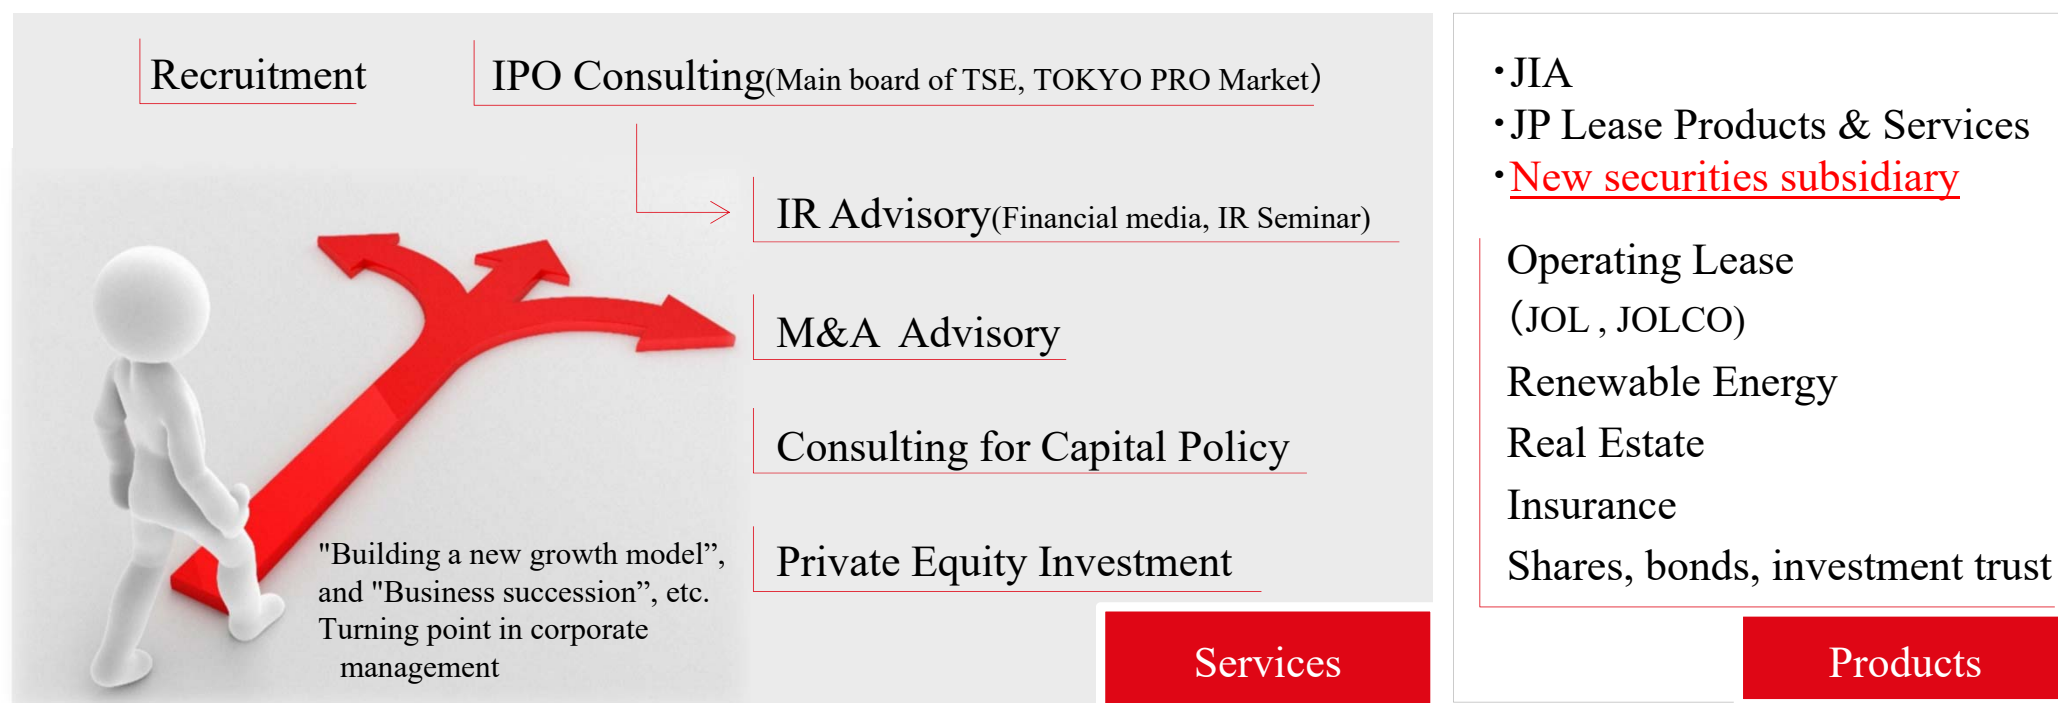 Recruitment
IPO Consulting(Main board of TSE, TOKYO PRO Market）
IR Advisory(Financial media, IR Seminar)
M&A  Advisory
Consulting for Capital Policy
Private Equity Investment
"Building a new growth model”,
and "Business succession”, etc.
Turning point in corporate
management
Services
・JIA
・JP Lease Products & Services
・New securities subsidiary
Operating Lease
（JOL , JOLCO)
Renewable Energy
Real Estate
Insurance
Shares, bonds, investment trust
Products